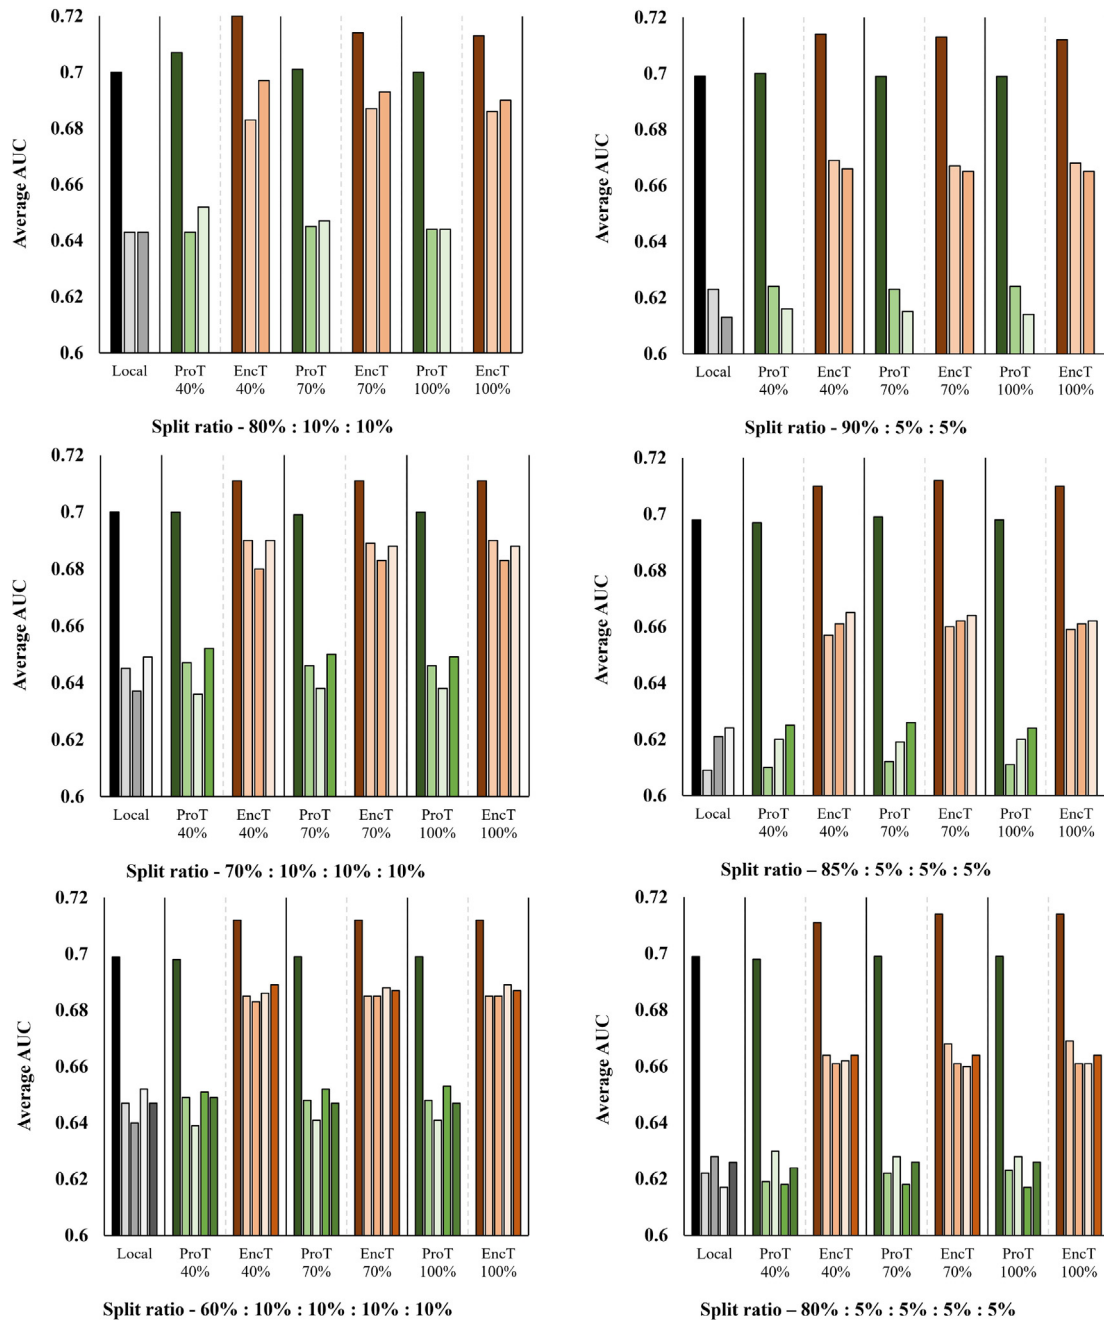 0.72
0.7
0.68
0.66
0.64
0.62
0.6
Average AUC
Local
ProT
40%
EncT
40%
ProT
70%
EncT
70%
ProT
100%
EncT
100%
Split ratio - 80% : 10% : 10%
0.72
0.7
0.68
0.66
0.64
0.62
0.6
Average AUC
Local
ProT
40%
EncT
40%
ProT
70%
EncT
70%
ProT
100%
EncT
100%
Split ratio - 90% : 5% : 5%
0.72
0.7
0.68
0.66
0.64
0.62
0.6
Average AUC
Local
ProT
40%
EncT
40%
ProT
70%
EncT
70%
ProT
100%
EncT
100%
Split ratio - 70% : 10% : 10% : 10%
0.72
0.7
0.68
0.66
0.64
0.62
0.6
Average AUC
Local
ProT
40%
EncT
40%
ProT
70%
EncT
70%
ProT
100%
EncT
100%
Split ratio – 85% : 5% : 5% : 5%
0.72
0.7
0.68
0.66
0.64
0.62
0.6
Average AUC
Local
ProT
40%
EncT
40%
ProT
70%
EncT
70%
ProT
100%
EncT
100%
Split ratio - 60% : 10% : 10% : 10% : 10%
0.72
0.7
0.68
0.66
0.64
0.62
0.6
Average AUC
Local
ProT
40%
EncT
40%
ProT
70%
EncT
70%
ProT
100%
EncT
100%
Split ratio – 80% : 5% : 5% : 5% : 5%